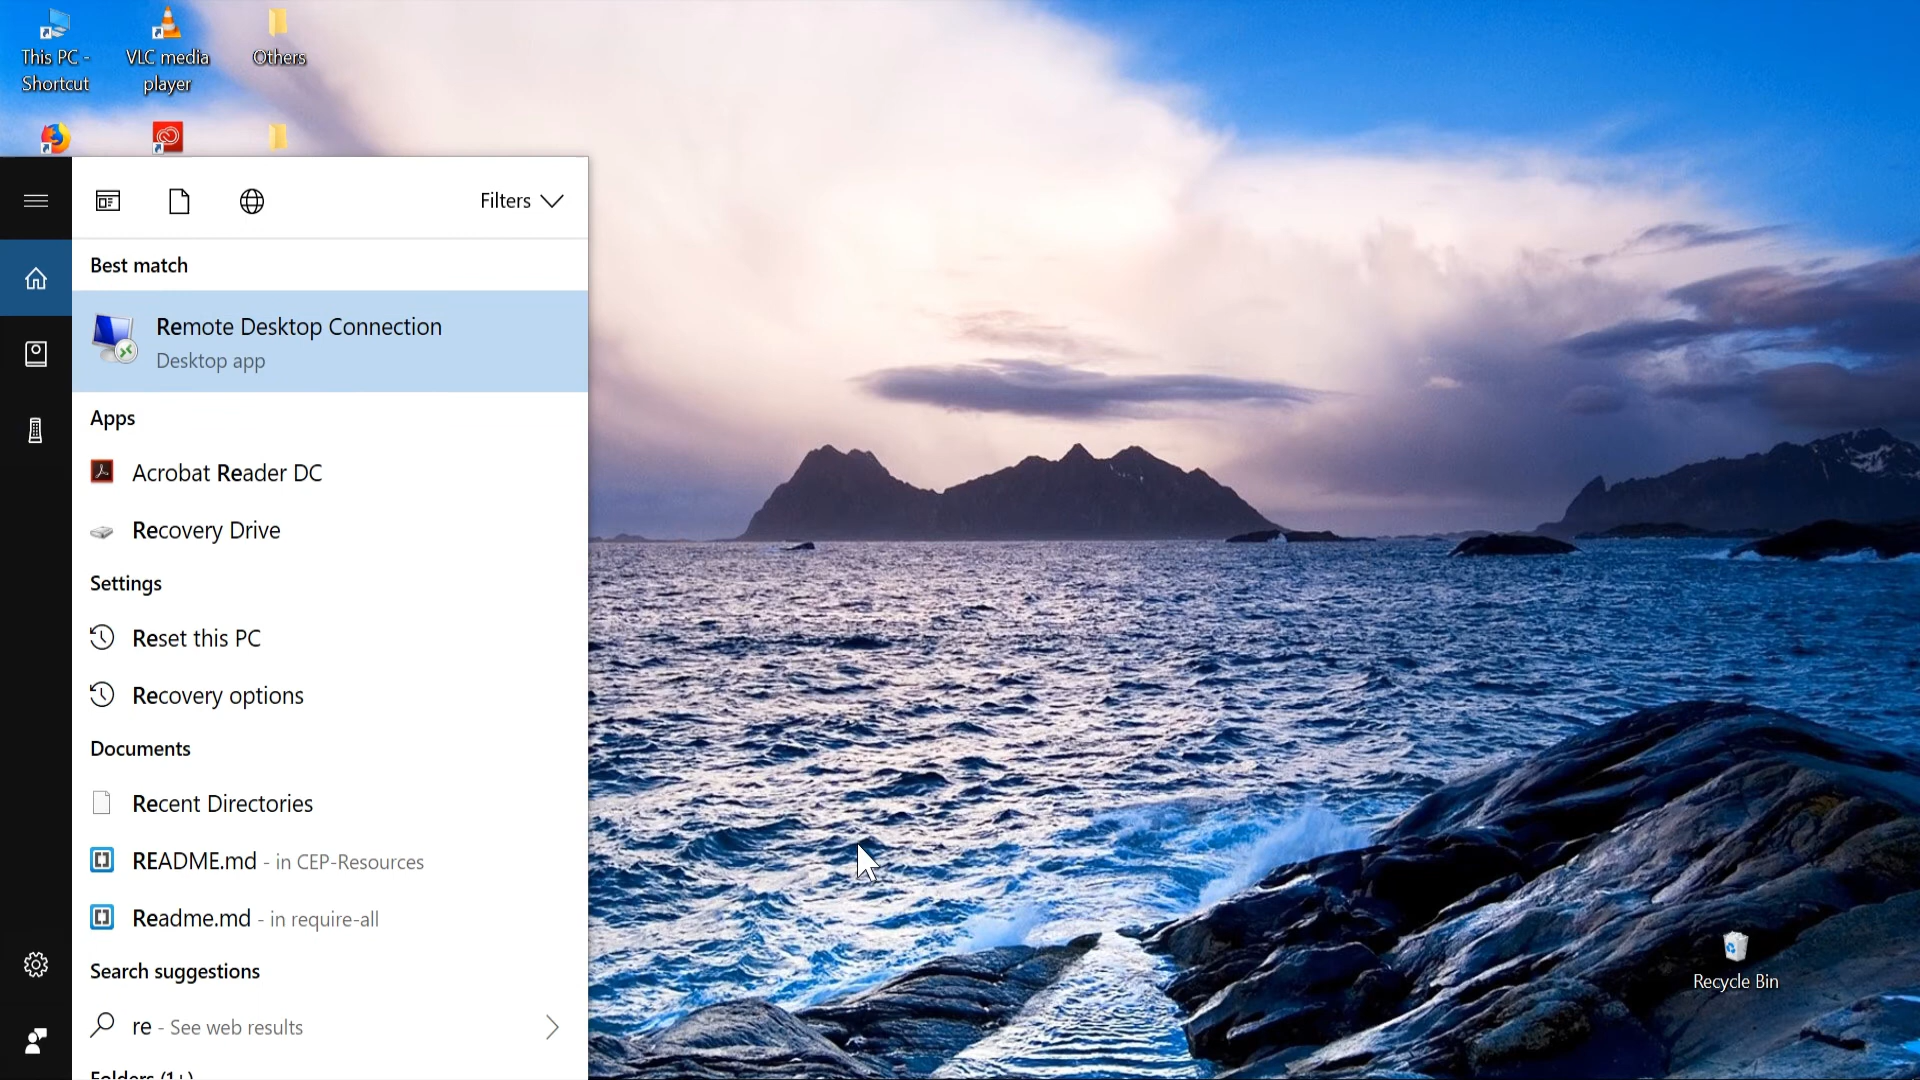 This PC -
Shortcut
VLC media
player
Others
Filters
Best match
Remote Desktop Connection
Desktop app
Apps
Acrobat Reader DC
Recovery Drive
Settings
Reset this PC
Recovery options
Documents
Recent Directories
README.md - in CEP-Resources
Readme.md - in require-all
Search suggestions
re - See web results
Folders (1+)
Recycle Bin